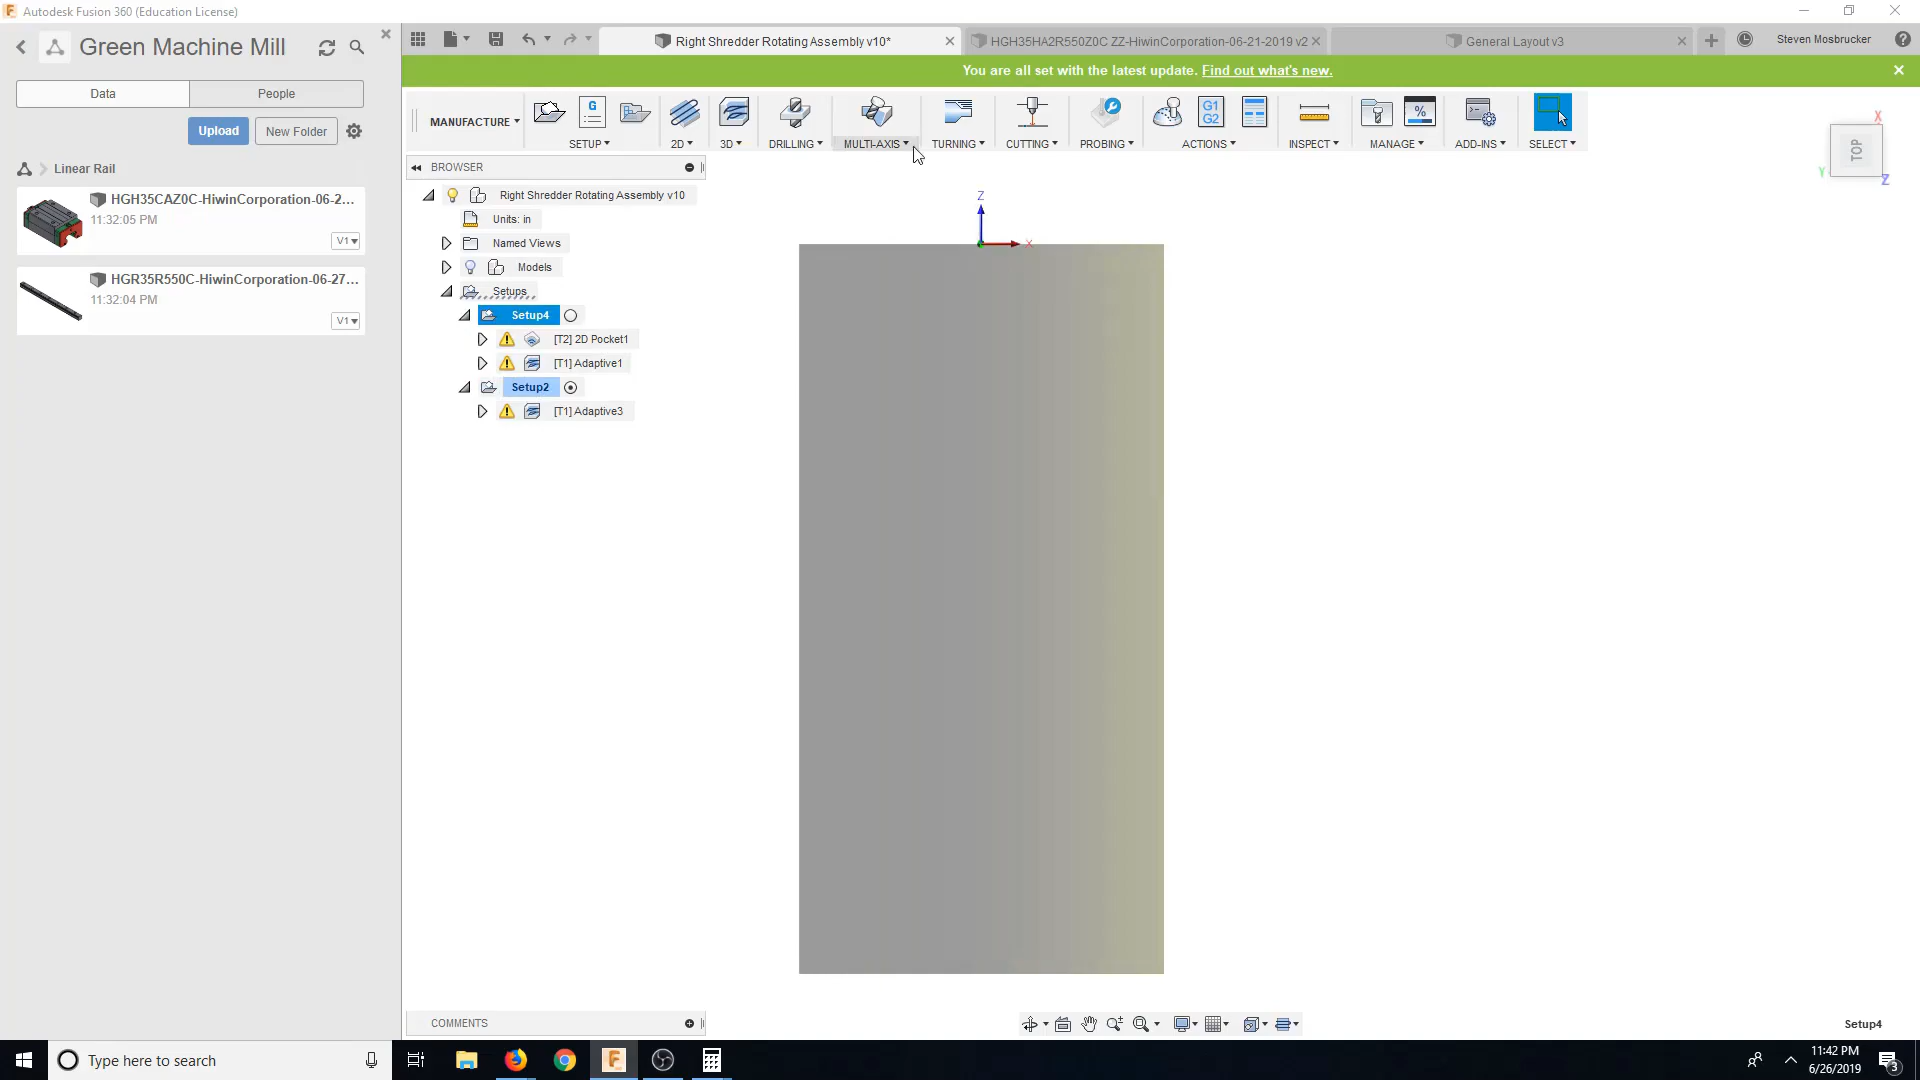 Autodesk Fusion 360 (Education License)
Green Machine Mill
Data
People
Upload
New Folder
Linear Rail
HGH35CAZ0C-HiwinCorporation-06-2...
11:32:05 PM
V1
HGR35R550C-HiwinCorporation-06-27...
11:32:04 PM
V1
Right Shredder Rotating Assembly v10*
HGH35HA2R550Z0C ZZ-HiwinCorporation-06-21-2019 v2
General Layout v3
Steven Mosbrucker
You are all set with the latest update. Find out what's new.
MANUFACTURE
G
G1
G2
%
SETUP
2D
3D
DRILLING
MULTI-AXIS
TURNING
CUTTING
PROBING
ACTIONS
INSPECT
MANAGE
ADD-INS
SELECT
BROWSER
Right Shredder Rotating Assembly v10
Units: in
Named Views
Models
Setups
Setup4
[T2] 2D Pocket1
[T1] Adaptive1
Setup2
[T1] Adaptive3
Z
X
X
TOP
Y
Z
COMMENTS
Setup4
Type here to search
11:42 PM
6/26/2019
3